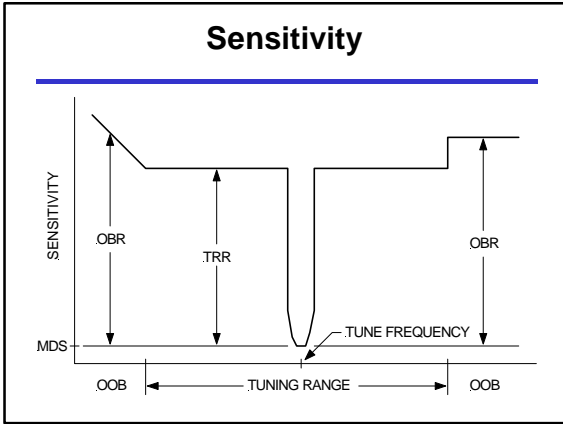 Sensitivity
SENSITIVITY
OBR
TRR
OBR
TUNE FREQUENCY
MDS
OOB
TUNING RANGE
OOB